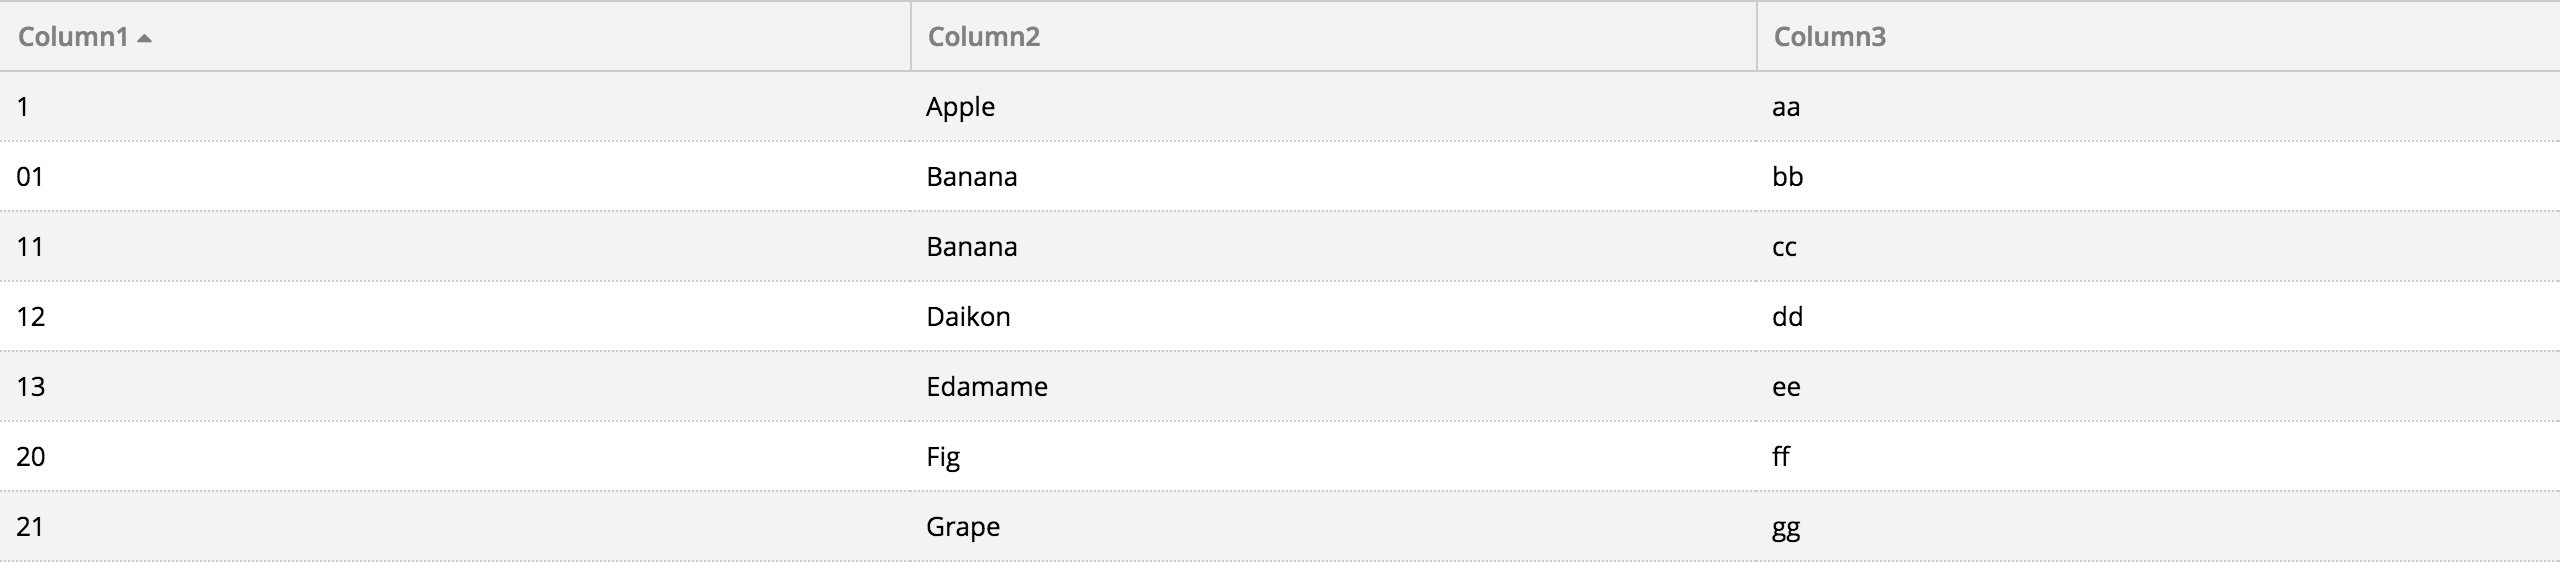 Column1 Column2 Column3
1 Apple aa
01 Banana bb
11 Banana cc
12 Daikon dd
13 Edamame ee
20 Fig ff
21 Grape gg